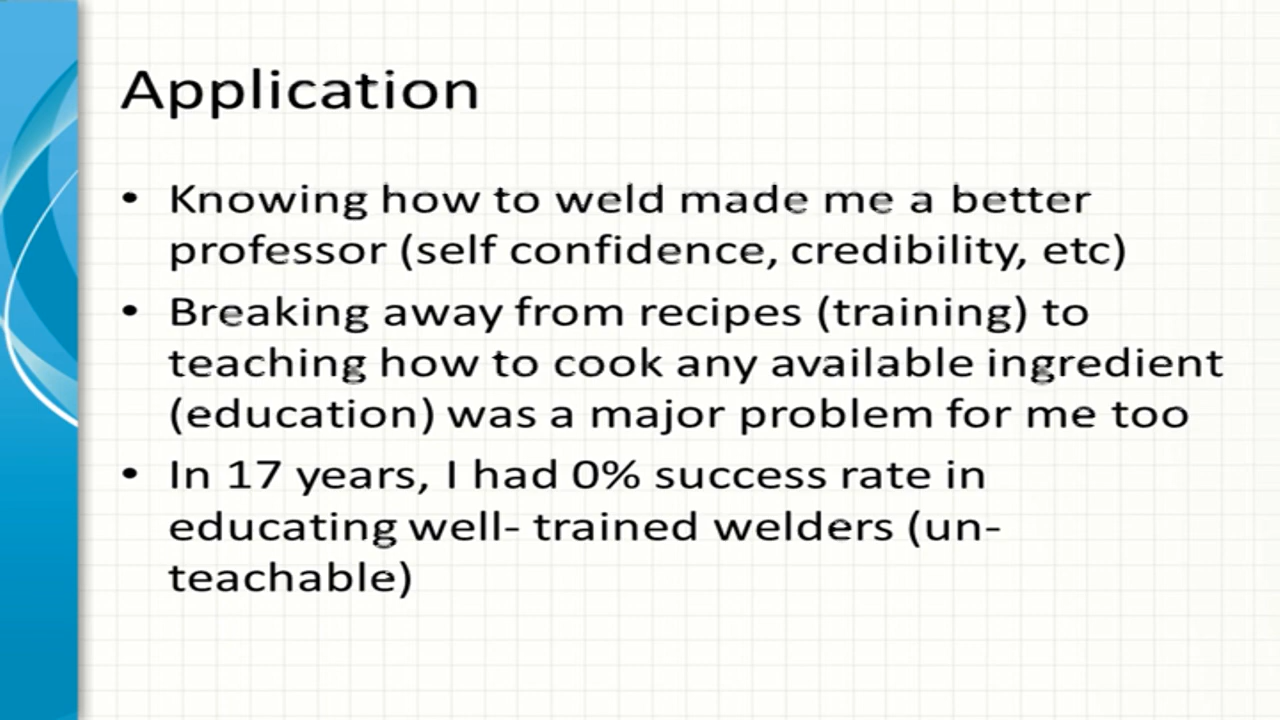 Application
• Knowing how to weld made me a better
professor (self confidence, credibility, etc)
• Breaking away from recipes (training) to
teaching how to cook any available ingredient
(education) was a major problem for me too
• In 17 years, I had 0% success rate in
educating well- trained welders (un-
teachable)